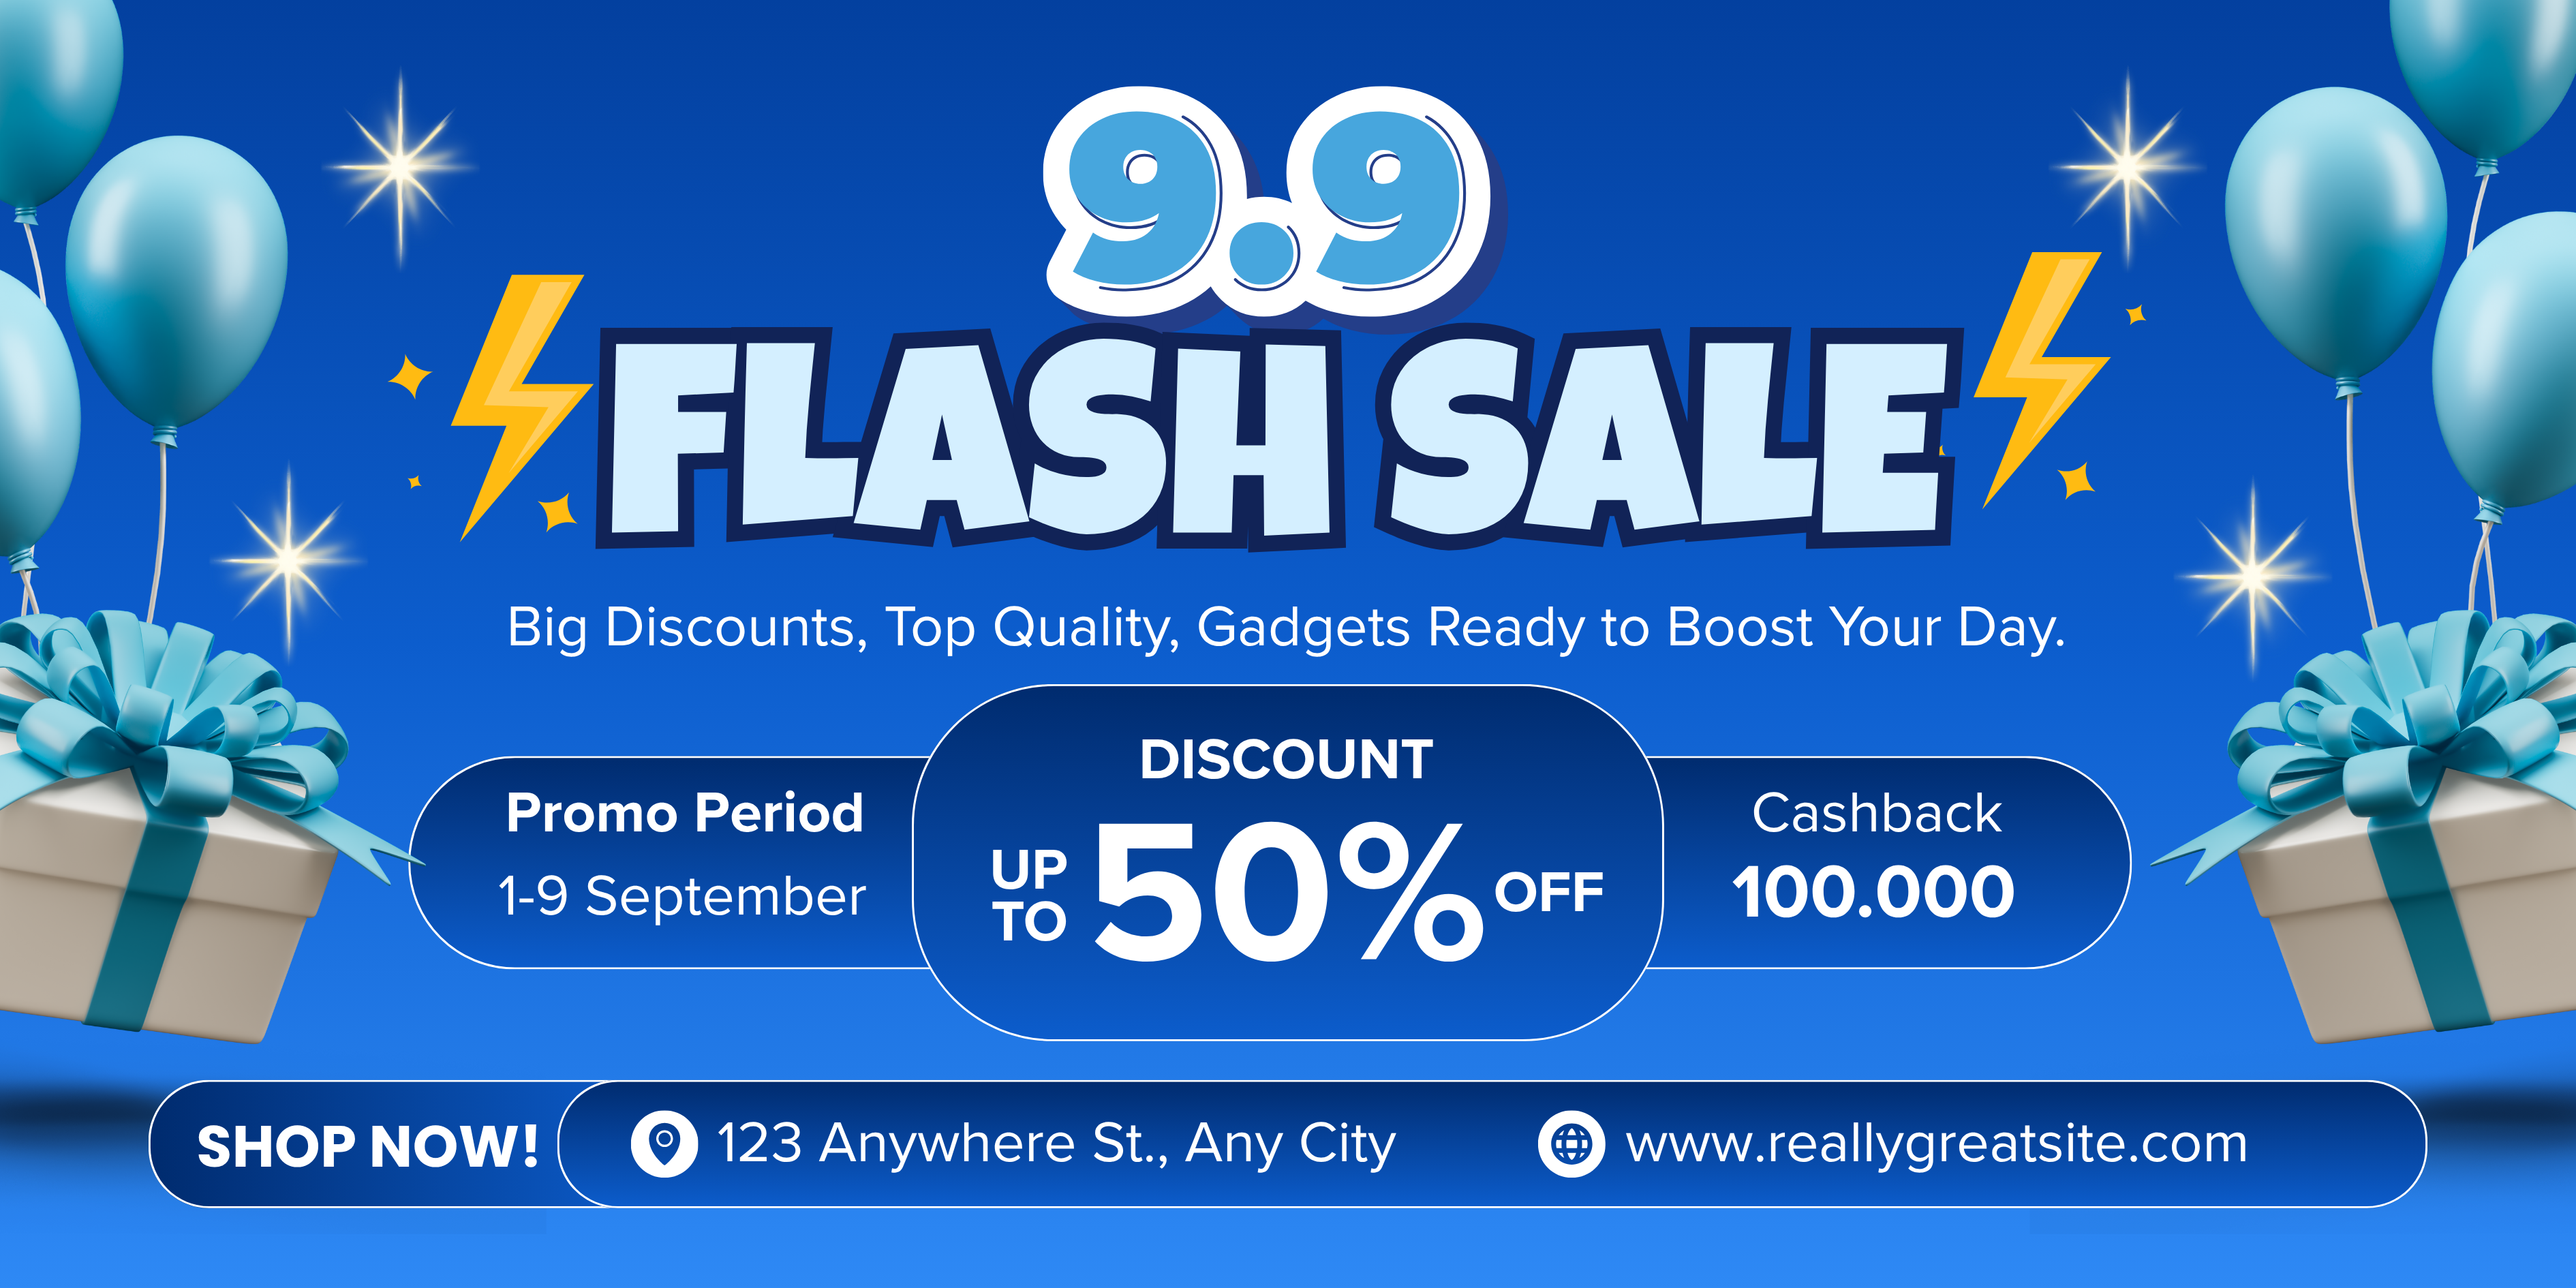 9.9
FLASH SALE
Big Discounts, Top Quality, Gadgets Ready to Boost Your Day.
Promo Period
1-9 September
DISCOUNT
UP TO 50% OFF
Cashback
100.000
SHOP NOW!
123 Anywhere St., Any City
www.reallygreatsite.com